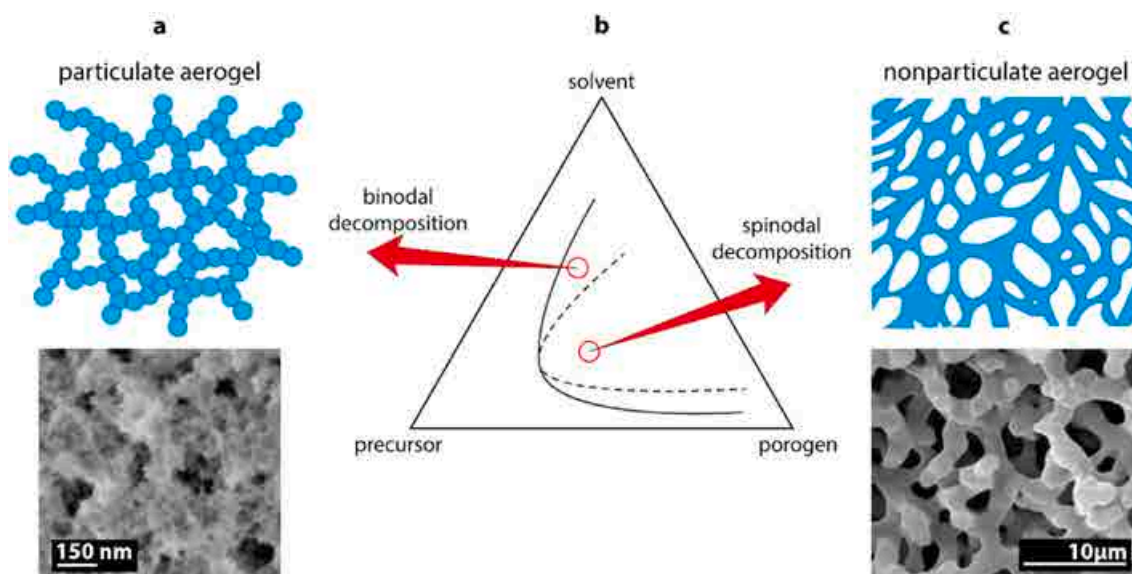 a
particulate aerogel
150 nm
b
solvent
binodal
decomposition
spinodal
decomposition
precursor
porogen
c
nonparticulate aerogel
10µm